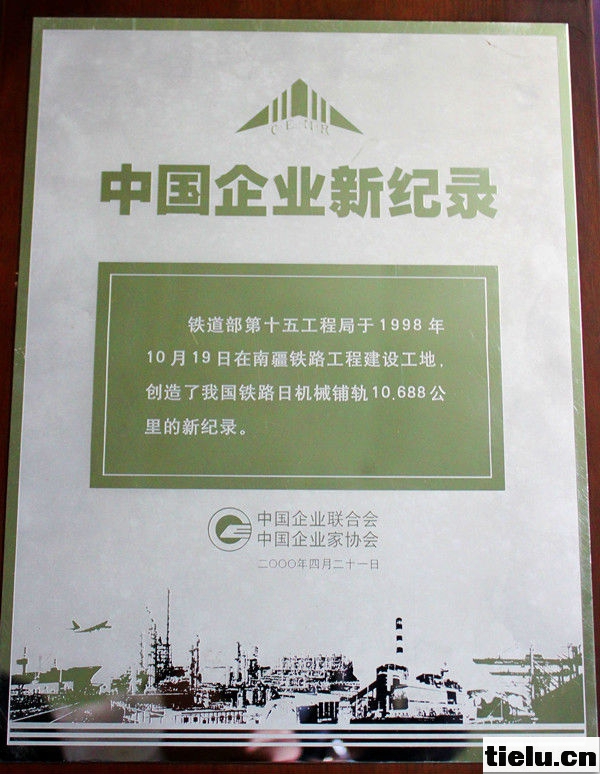 CEHR
中国企业新纪录
铁道部第十五工程局于1998年
10月19日在南疆铁路工程建设工地,
创造了我国铁路日机械铺轨10.688公
里的新纪录。
中国企业联合会
中国企业家协会
二〇〇〇年四月二十一日
tielu.cn